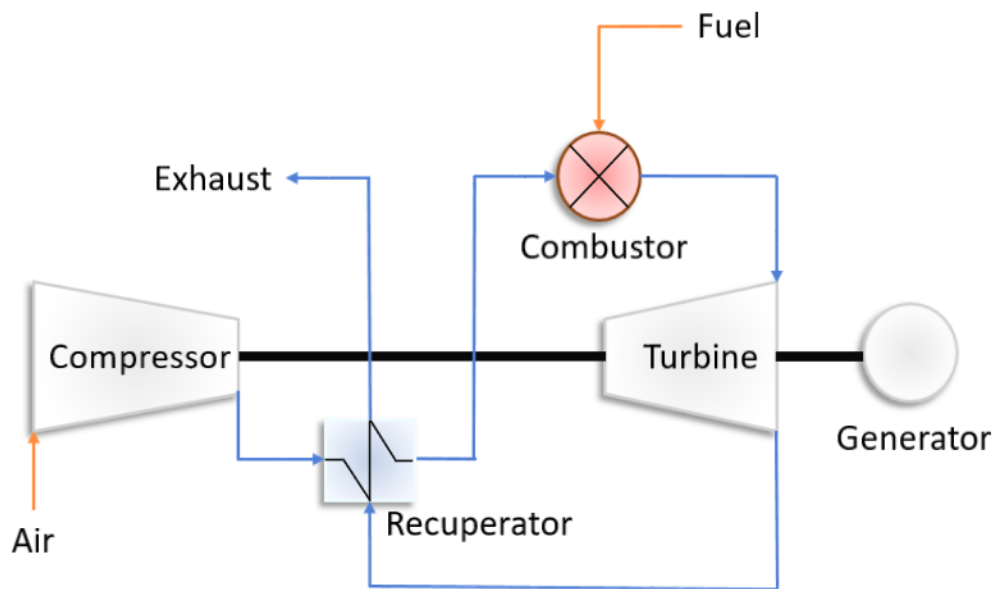 Fuel
Exhaust
Combustor
Compressor
Turbine
Generator
Recuperator
Air